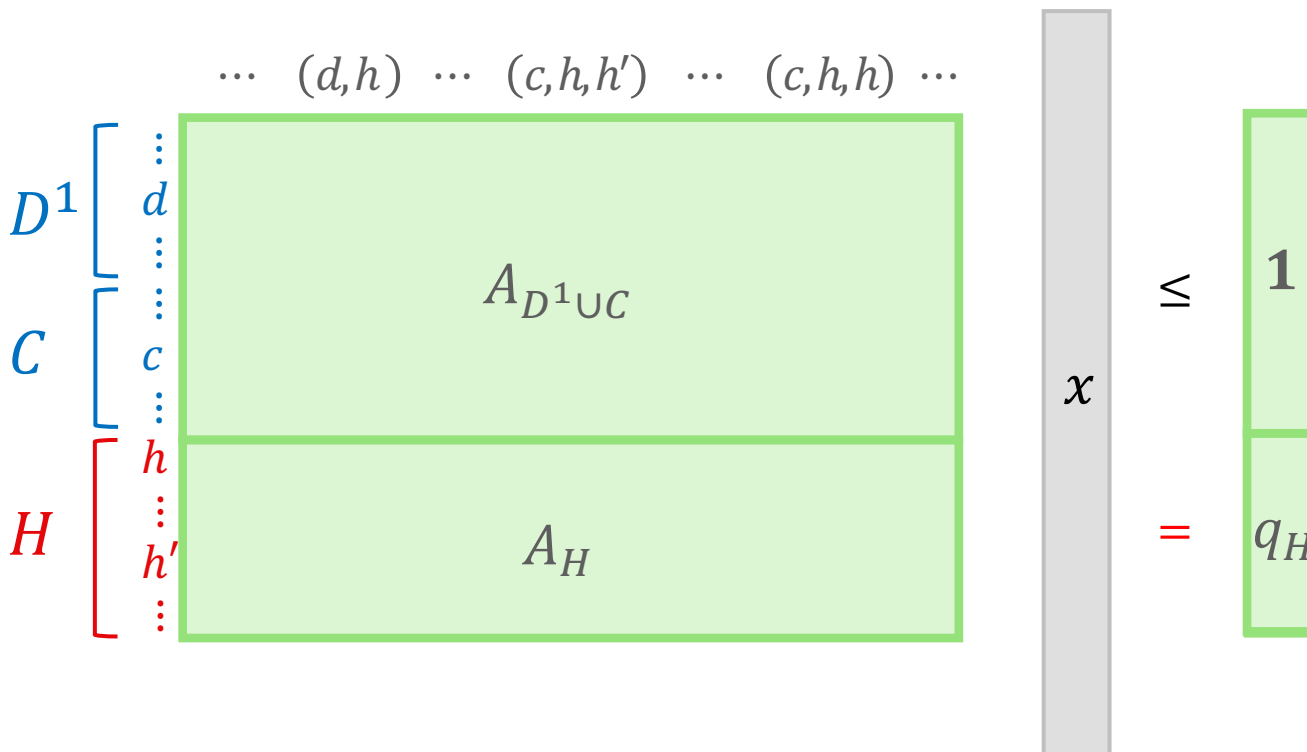 ⋯ (d,h) ⋯ (c,h,h′) ⋯ (c,h,h) ⋯
⋮
D¹ d
⋮
A_{D¹∪C} ≤ 1
⋮
C c
⋮
x
h
⋮
H h′ A_H = q_H
⋮